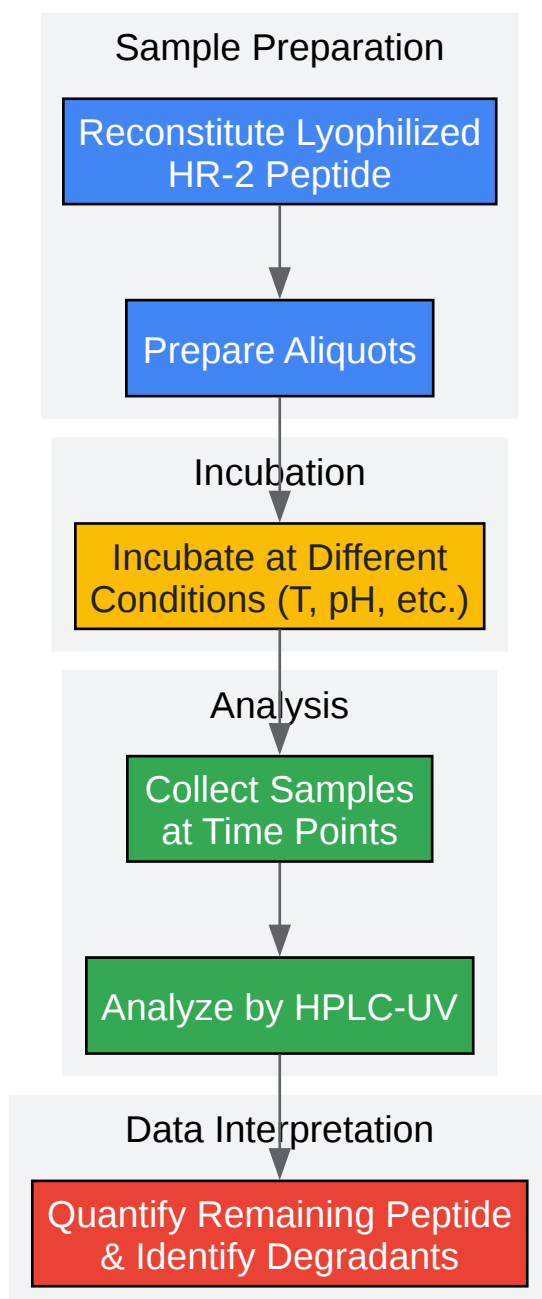 Sample Preparation
Reconstitute Lyophilized
HR-2 Peptide
Prepare Aliquots
Incubation
Incubate at Different
Conditions (T, pH, etc.)
Analysis
Collect Samples
at Time Points
Analyze by HPLC-UV
Data Interpretation
Quantify Remaining Peptide
& Identify Degradants